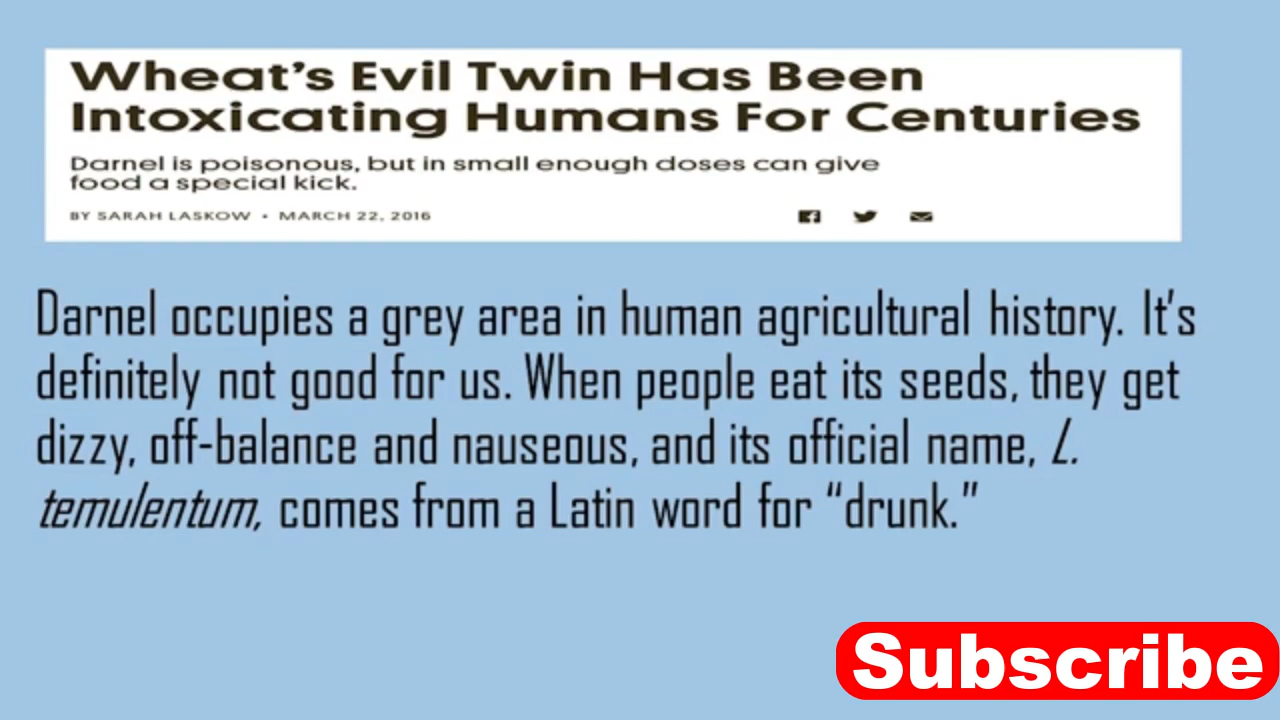 Wheat's Evil Twin Has Been
Intoxicating Humans For Centuries
Darnel is poisonous, but in small enough doses can give
food a special kick.
BY SARAH LASKOW • MARCH 22, 2016
Darnel occupies a grey area in human agricultural history. It's
definitely not good for us. When people eat its seeds, they get
dizzy, off-balance and nauseous, and its official name, L.
temulentum, comes from a Latin word for “drunk.”
Subscribe